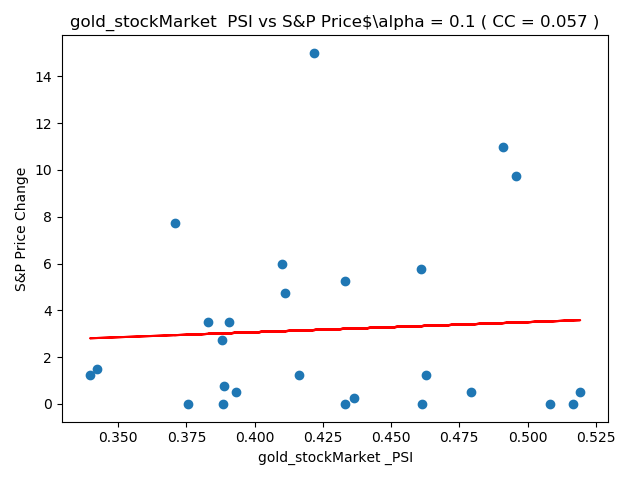 gold_stockMarket  PSI vs S&P Price$\alpha = 0.1 ( CC = 0.057 )
14
12
10
8
6
4
2
0
S&P Price Change
0.350 0.375 0.400 0.425 0.450 0.475 0.500 0.525
gold_stockMarket _PSI